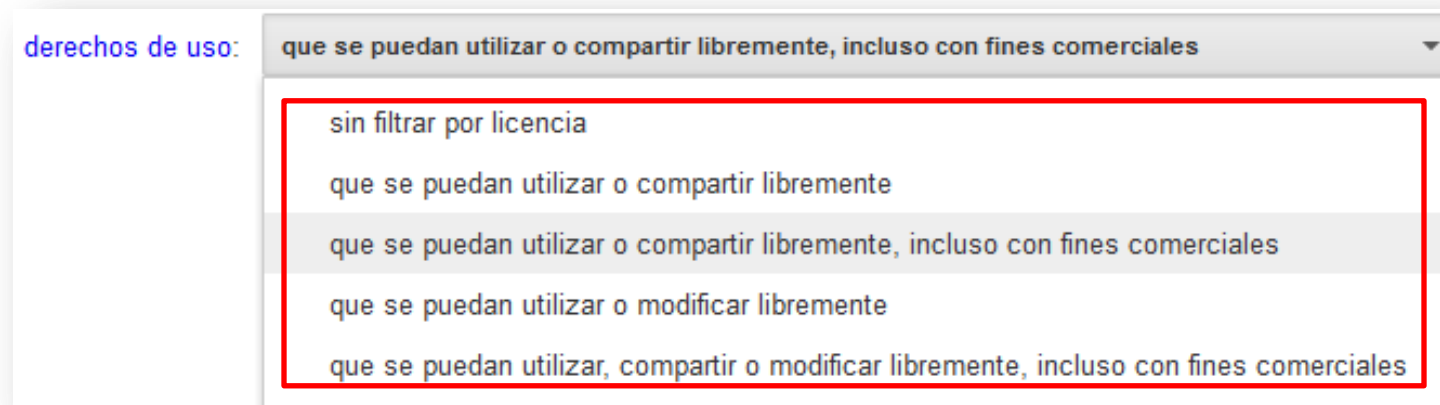 derechos de uso: que se puedan utilizar o compartir libremente, incluso con fines comerciales
sin filtrar por licencia
que se puedan utilizar o compartir libremente
que se puedan utilizar o compartir libremente, incluso con fines comerciales
que se puedan utilizar o modificar libremente
que se puedan utilizar, compartir o modificar libremente, incluso con fines comerciales